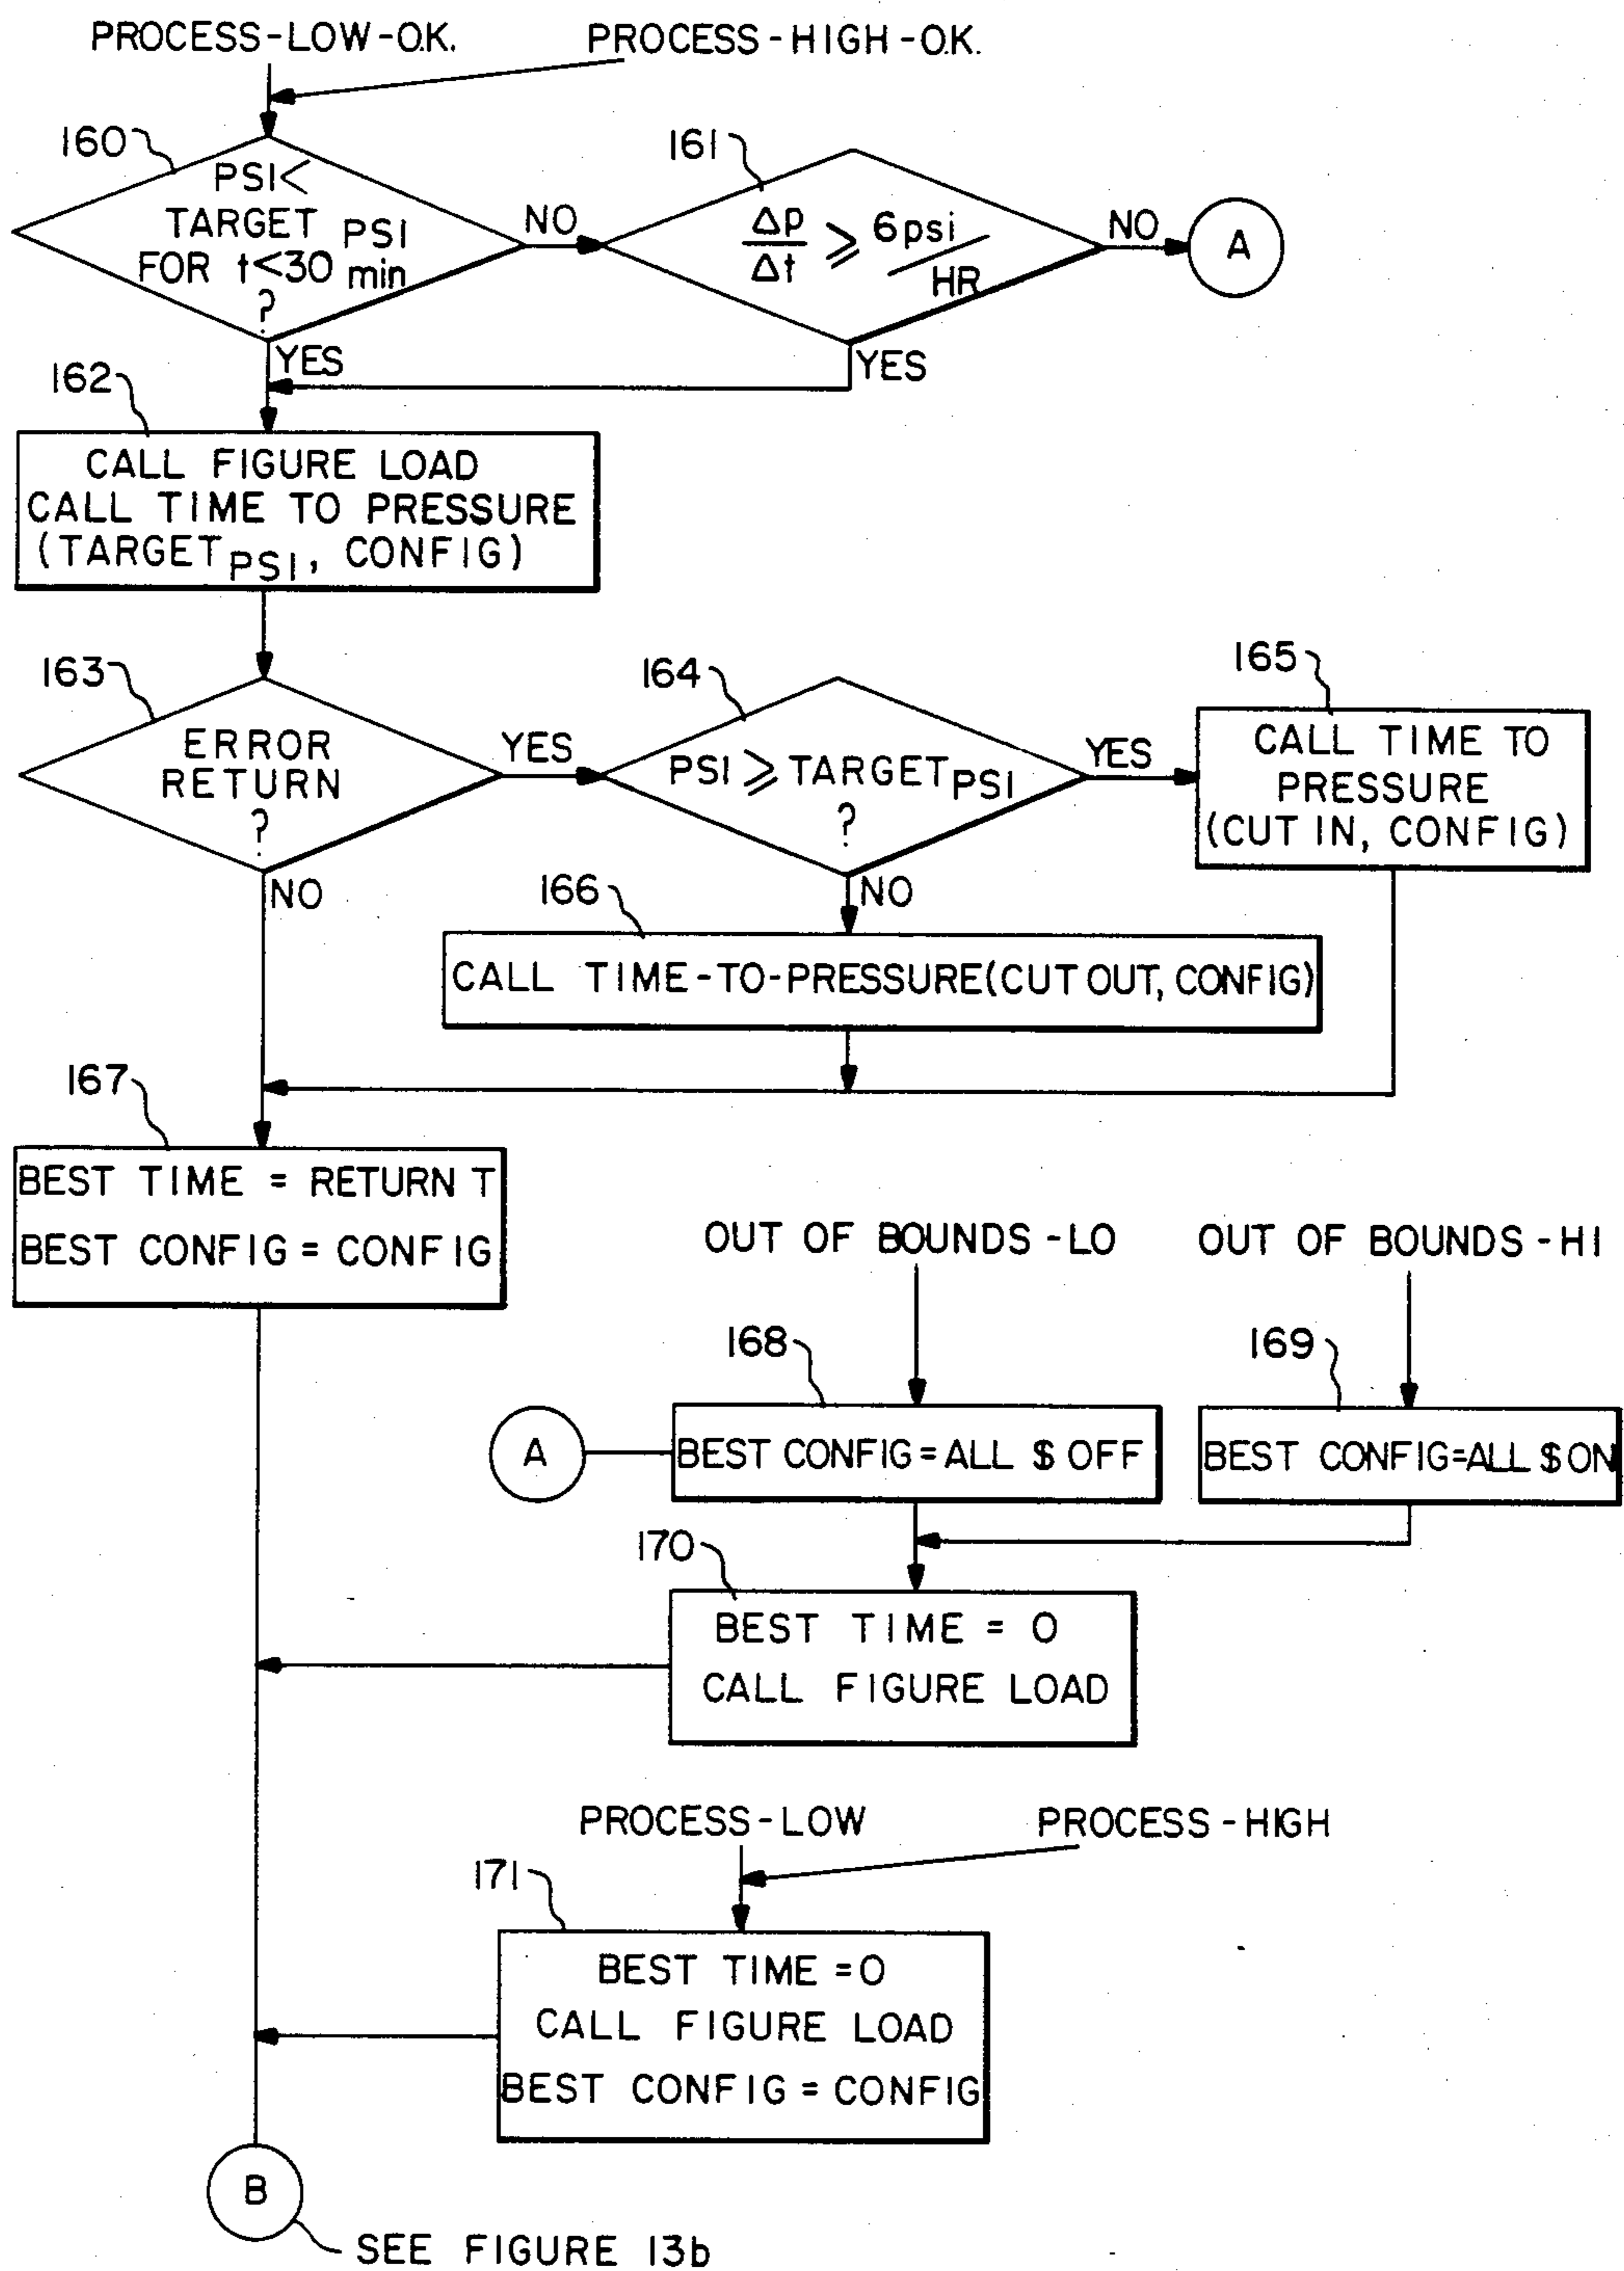 PROCESS-LOW-O.K.
PROCESS-HIGH-O.K.
160
PSI<
TARGET PSI
FOR t<30 min
?
NO
YES
161
Δp/Δt ≥ 6psi/HR
NO
YES
A
162
CALL FIGURE LOAD
CALL TIME TO PRESSURE
(TARGET PSI, CONFIG)
163
ERROR
RETURN
?
YES
NO
164
PSI ≥ TARGET PSI
?
YES
NO
165
CALL TIME TO
PRESSURE
(CUT IN, CONFIG)
166
CALL TIME-TO-PRESSURE(CUT OUT, CONFIG)
167
BEST TIME = RETURN T
BEST CONFIG = CONFIG
OUT OF BOUNDS-LO
OUT OF BOUNDS-HI
168
A
BEST CONFIG=ALL $ OFF
169
BEST CONFIG=ALL $ ON
170
BEST TIME = 0
CALL FIGURE LOAD
PROCESS-LOW
PROCESS-HIGH
171
BEST TIME =0
CALL FIGURE LOAD
BEST CONFIG = CONFIG
B
SEE FIGURE 13b